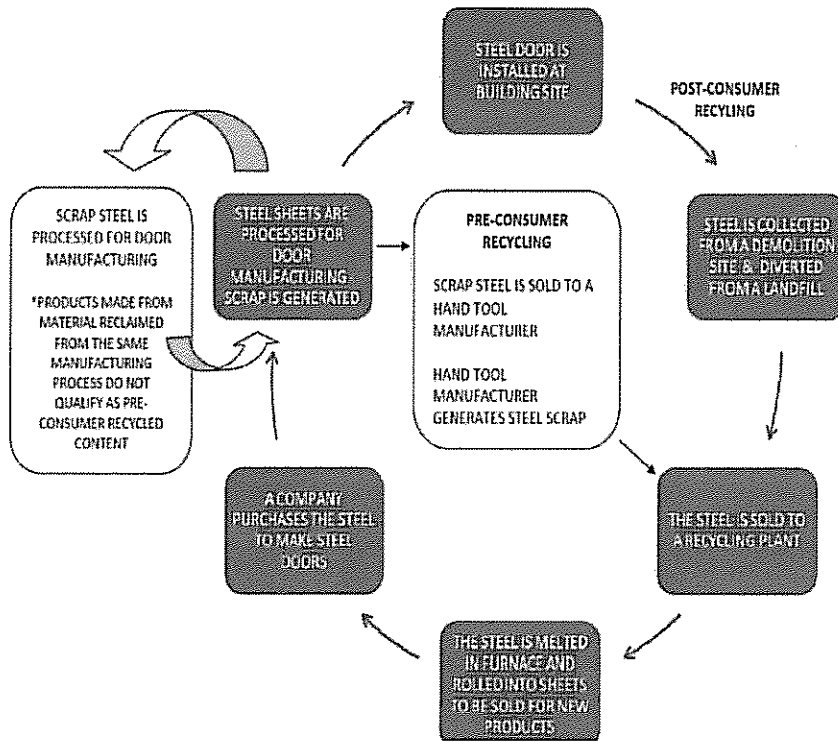 STEEL DOOR IS
INSTALLED AT
BUILDING SITE
POST-CONSUMER
RECYLING
SCRAP STEEL IS
PROCESSED FOR DOOR
MANUFACTURING
*PRODUCTS MADE FROM
MATERIAL RECLAIMED
FROM THE SAME
MANUFACTURING
PROCESS DO NOT
QUALIFY AS PRE-
CONSUMER RECYCLED
CONTENT
STEEL SHEETS ARE
PROCESSED FOR
DOOR
MANUFACTURING-
SCRAP IS GENERATED
PRE-CONSUMER
RECYCLING
SCRAP STEEL IS SOLD TO A
HAND TOOL
MANUFACTURER
HAND TOOL
MANUFACTURER
GENERATES STEEL SCRAP
STEEL IS COLLECTED
FROM A DEMOLITION
SITE & DIVERTED
FROM A LANDFILL
A COMPANY
PURCHASES THE STEEL
TO MAKE STEEL
DOORS
THE STEEL IS SOLD TO
A RECYCLING PLANT
THE STEEL IS MELTED
IN FURNACE AND
ROLLED INTO SHEETS
TO BE SOLD FOR NEW
PRODUCTS